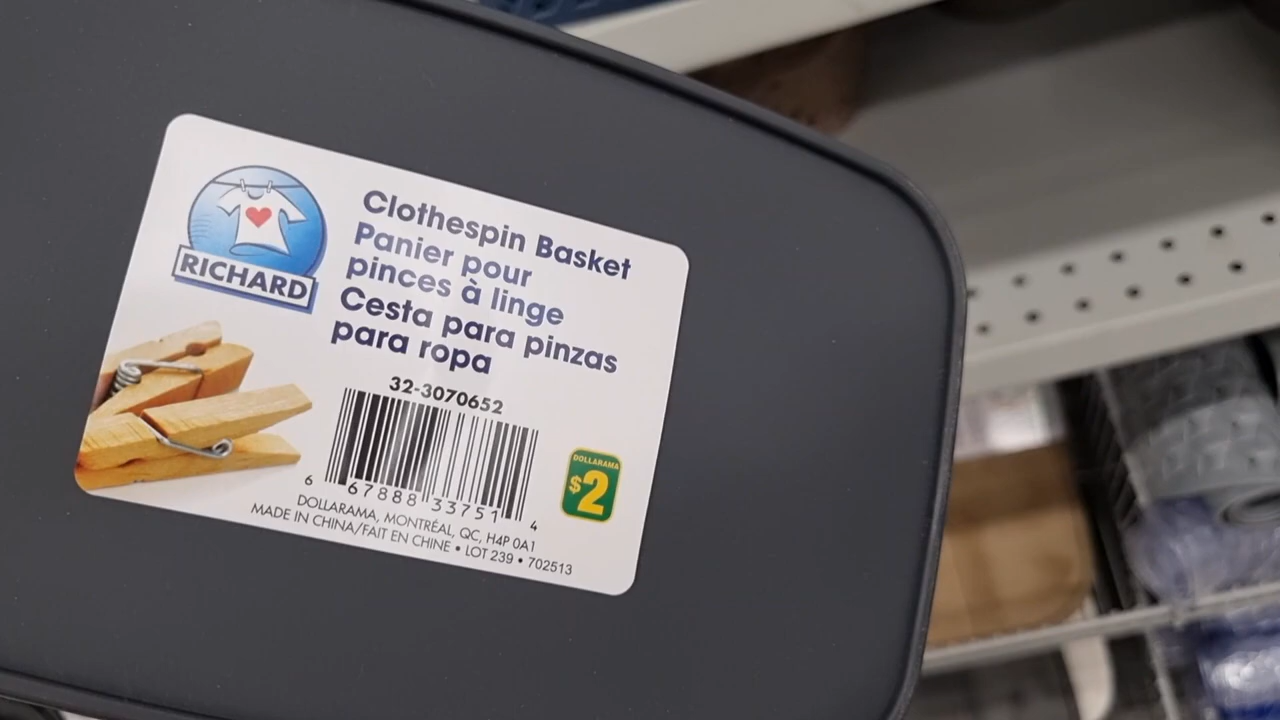 RICHARD
Clothespin Basket
Panier pour
pinces à linge
Cesta para pinzas
para ropa
32-3070652
6 67888 33751 4
DOLLARAMA
$2
DOLLARAMA, MONTRÉAL, QC, H4P 0A1
MADE IN CHINA/FAIT EN CHINE • LOT 239 • 702513